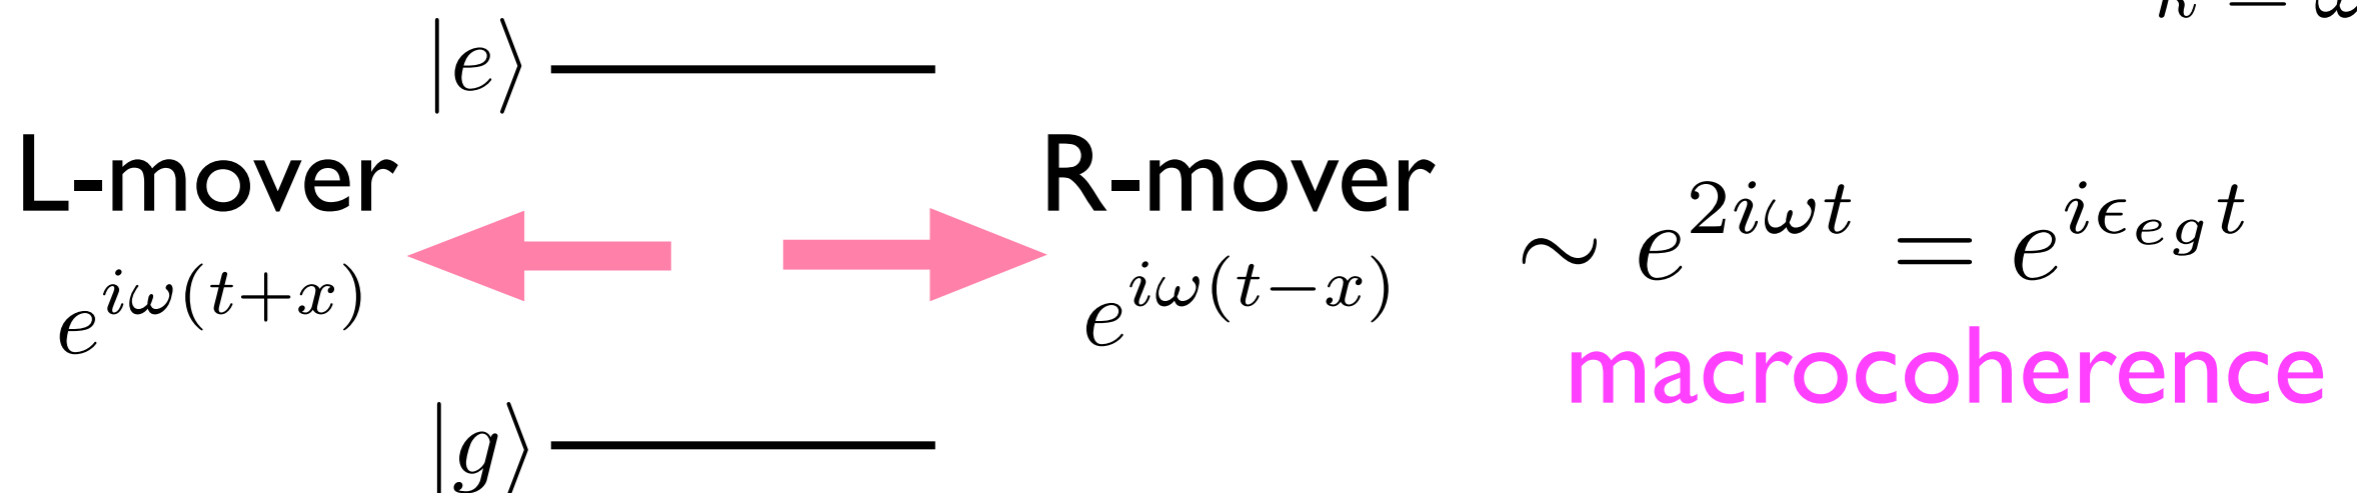 k = ω
|e⟩
L-mover
R-mover
e^{iω(t+x)}
e^{iω(t−x)}
∼ e^{2iωt} = e^{iϵ_{eg}t}
macrocoherence
|g⟩